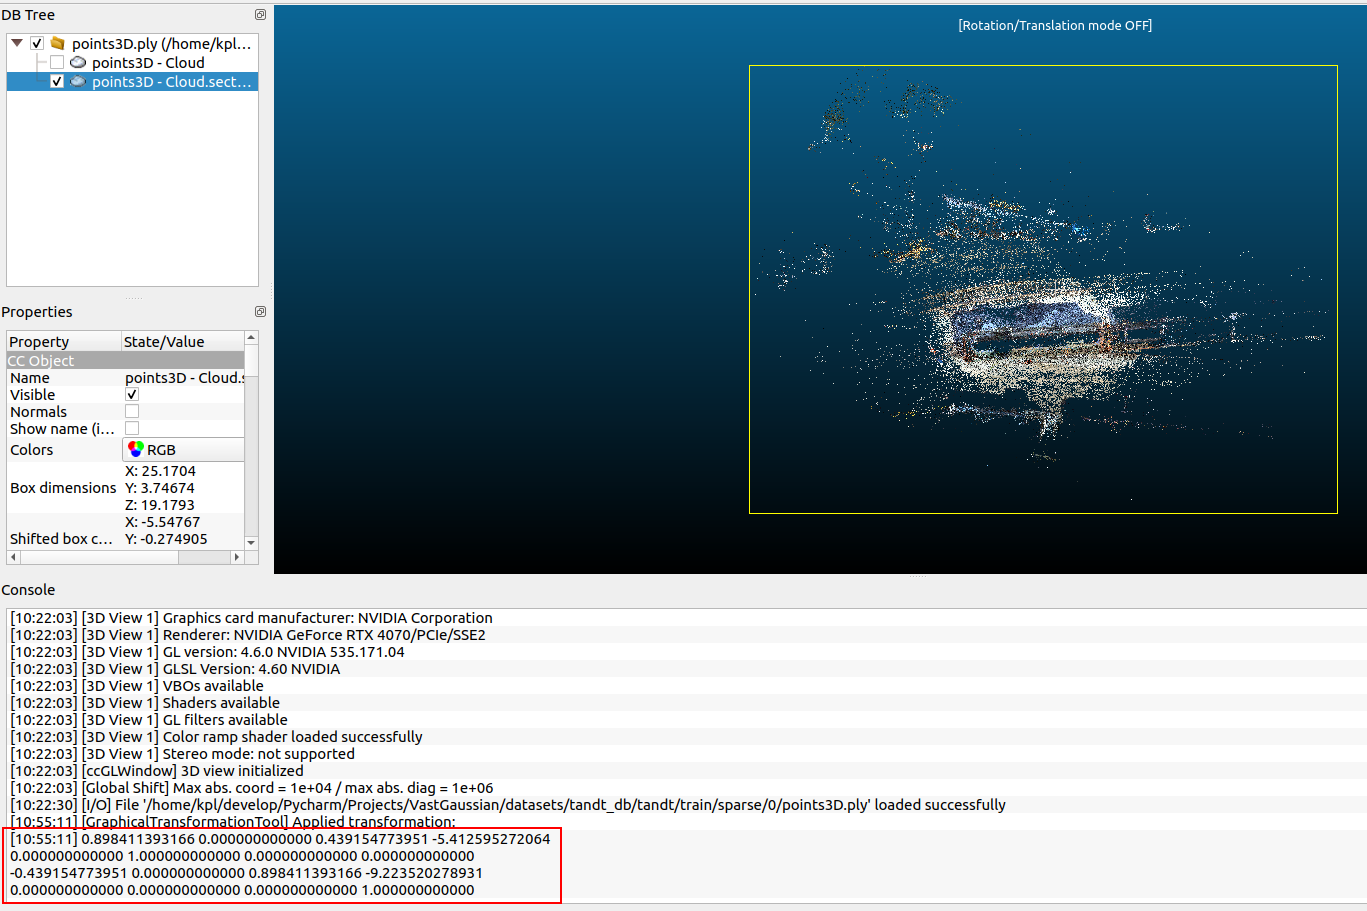 DB Tree
points3D.ply (/home/kpl...
points3D - Cloud
points3D - Cloud.sect...
[Rotation/Translation mode OFF]
Properties
Property State/Value
CC Object
Name points3D - Cloud.s
Visible
Normals
Show name (i...
Colors RGB
X: 25.1704
Box dimensions Y: 3.74674
Z: 19.1793
X: -5.54767
Shifted box c... Y: -0.274905
Console
[10:22:03] [3D View 1] Graphics card manufacturer: NVIDIA Corporation
[10:22:03] [3D View 1] Renderer: NVIDIA GeForce RTX 4070/PCIe/SSE2
[10:22:03] [3D View 1] GL version: 4.6.0 NVIDIA 535.171.04
[10:22:03] [3D View 1] GLSL Version: 4.60 NVIDIA
[10:22:03] [3D View 1] VBOs available
[10:22:03] [3D View 1] Shaders available
[10:22:03] [3D View 1] GL filters available
[10:22:03] [3D View 1] Color ramp shader loaded successfully
[10:22:03] [3D View 1] Stereo mode: not supported
[10:22:03] [ccGLWindow] 3D view initialized
[10:22:03] [Global Shift] Max abs. coord = 1e+04 / max abs. diag = 1e+06
[10:22:30] [I/O] File '/home/kpl/develop/Pycharm/Projects/VastGaussian/datasets/tandt_db/tandt/train/sparse/0/points3D.ply' loaded successfully
[10:55:11] [GraphicalTransformationTool] Applied transformation:
[10:55:11] 0.898411393166 0.000000000000 0.439154773951 -5.412595272064
0.000000000000 1.000000000000 0.000000000000 0.000000000000
-0.439154773951 0.000000000000 0.898411393166 -9.223520278931
0.000000000000 0.000000000000 0.000000000000 1.000000000000